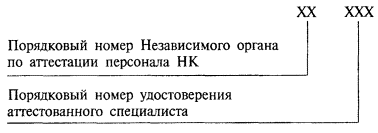 XX XXX
Порядковый номер Независимого органа
по аттестации персонала НК
Порядковый номер удостоверения
аттестованного специалиста